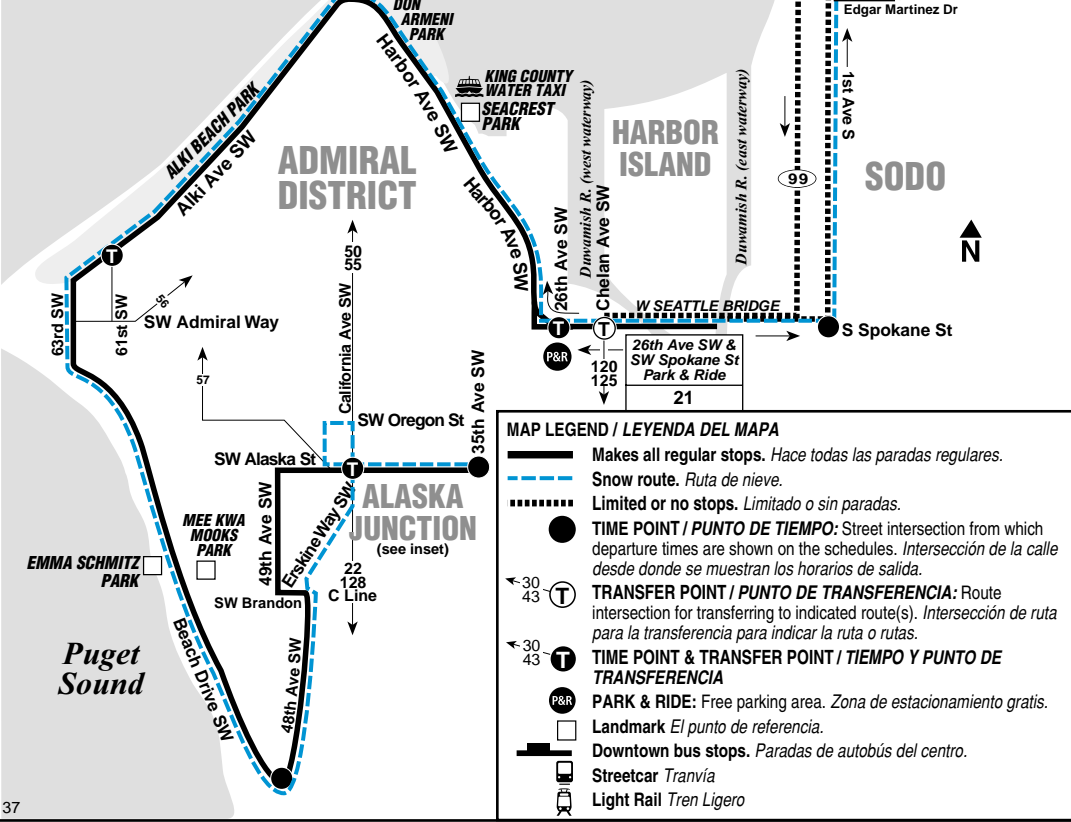 DON
ARMENI
PARK
Edgar Martinez Dr
Harbor Ave SW
KING COUNTY
WATER TAXI
SEACREST
PARK
ALKI BEACH PARK
Alki Ave SW
ADMIRAL
DISTRICT
HARBOR
ISLAND
Duwamish R. (west waterway)
Duwamish R. (east waterway)
1st Ave S
99
SODO
N
Harbor Ave SW
26th Ave SW
Chelan Ave SW
W SEATTLE BRIDGE
S Spokane St
T
50
55
63rd SW
61st SW
56
SW Admiral Way
California Ave SW
57
T
T
P&R
120
125
26th Ave SW &
SW Spokane St
Park & Ride
21
SW Oregon St
35th Ave SW
SW Alaska St
T
ALASKA
JUNCTION
(see inset)
49th Ave SW
Erskine Way SW
MEE KWA
MOOKS
PARK
EMMA SCHMITZ
PARK
SW Brandon
22
128
C Line
48th Ave SW
Beach Drive SW
Puget
Sound
37
MAP LEGEND / LEYENDA DEL MAPA
Makes all regular stops. Hace todas las paradas regulares.
Snow route. Ruta de nieve.
Limited or no stops. Limitado o sin paradas.
TIME POINT / PUNTO DE TIEMPO: Street intersection from which
departure times are shown on the schedules. Intersección de la calle
desde donde se muestran los horarios de salida.
30
43
T
TRANSFER POINT / PUNTO DE TRANSFERENCIA: Route
intersection for transferring to indicated route(s). Intersección de ruta
para la transferencia para indicar la ruta o rutas.
30
43
T
TIME POINT & TRANSFER POINT / TIEMPO Y PUNTO DE
TRANSFERENCIA
P&R
PARK & RIDE: Free parking area. Zona de estacionamiento gratis.
Landmark El punto de referencia.
Downtown bus stops. Paradas de autobús del centro.
Streetcar Tranvía
Light Rail Tren Ligero